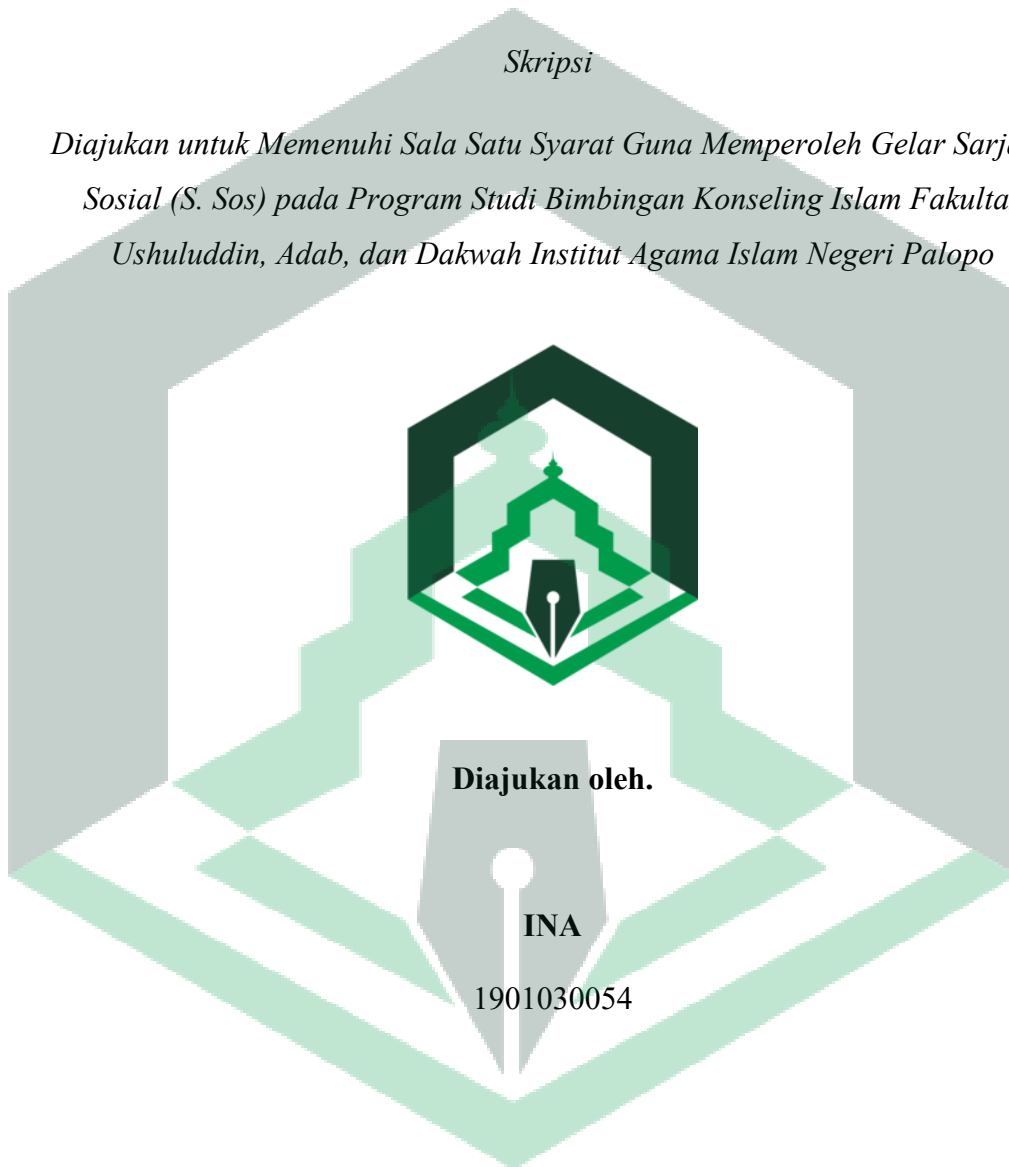 Skripsi
Diajukan untuk Memenuhi Sala Satu Syarat Guna Memperoleh Gelar Sarj
Sosial (S. Sos) pada Program Studi Bimbingan Konseling Islam Fakulta
Ushuluddin, Adab, dan Dakwah Institut Agama Islam Negeri Palopo
Diajukan oleh.
INA
1901030054